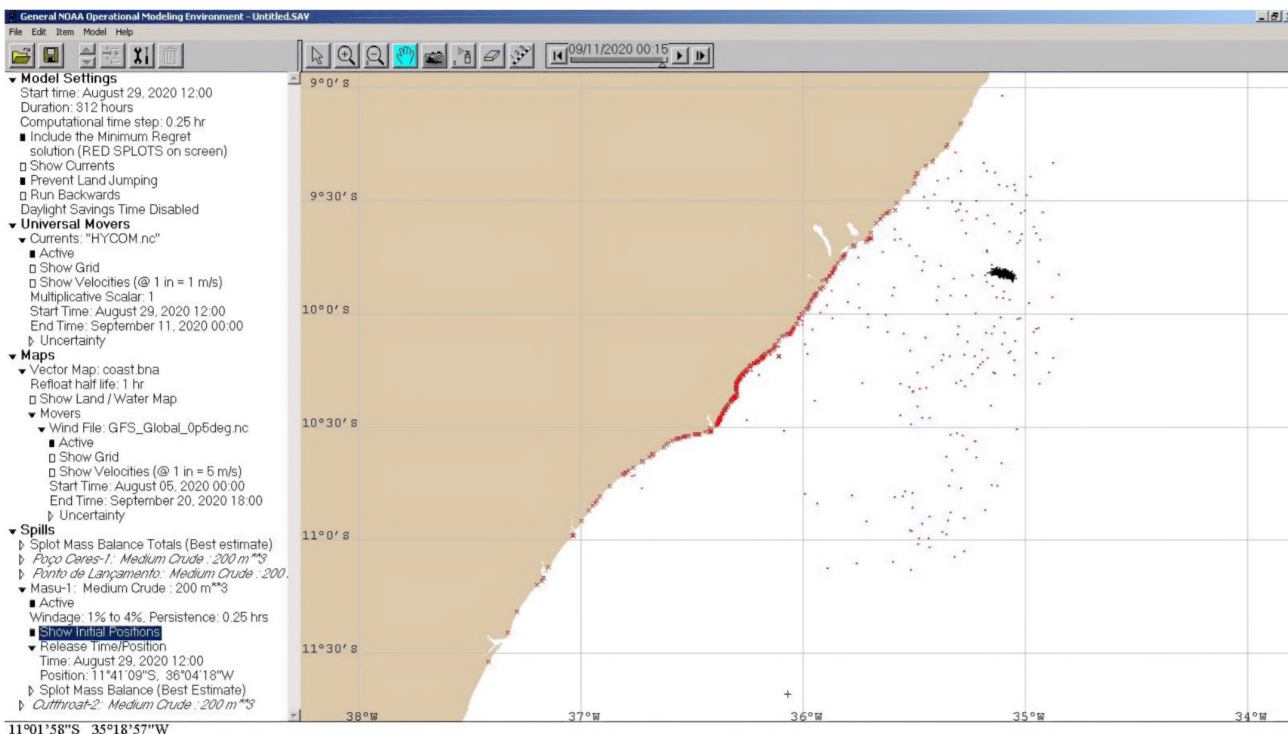 General NOAA Operational Modeling Environment - Untitled.SAV
File Edit Item Model Help
09/11/2020 00:15
Model Settings
Start time: August 29, 2020 12:00
Duration: 312 hours
Computational time step: 0.25 hr
Include the Minimum Regret
solution (RED SPLOTS on screen)
Show Currents
Prevent Land Jumping
Run Backwards
Daylight Savings Time Disabled
Universal Movers
Currents: "HYCOM.nc"
Active
Show Grid
Show Velocities (@ 1 in = 1 m/s)
Multiplicative Scalar: 1
Start Time: August 29, 2020 12:00
End Time: September 11, 2020 00:00
Uncertainty
Maps
Vector Map: coast.bna
Refloat half life: 1 hr
Show Land / Water Map
Movers
Wind File: GFS_Global_0p5deg.nc
Active
Show Grid
Show Velocities (@ 1 in = 5 m/s)
Start Time: August 05, 2020 00:00
End Time: September 20, 2020 18:00
Uncertainty
Spills
Splot Mass Balance Totals (Best estimate)
Poço Ceres-1: Medium Crude : 200 m**3
Ponto de Lançamento: Medium Crude : 200
Masu-1: Medium Crude : 200 m**3
Active
Windage: 1% to 4%, Persistence: 0.25 hrs
Show Initial Positions
Release Time/Position
Time: August 29, 2020 12:00
Position: 11°41'09"S, 36°04'18"W
Splot Mass Balance (Best Estimate)
Cutthroat-2: Medium Crude : 200 m**3
11°01'58"S 35°18'57"W
9°0' S
9°30' S
10°0' S
10°30' S
11°0' S
11°30' S
38°W 37°W 36°W 35°W 34°W